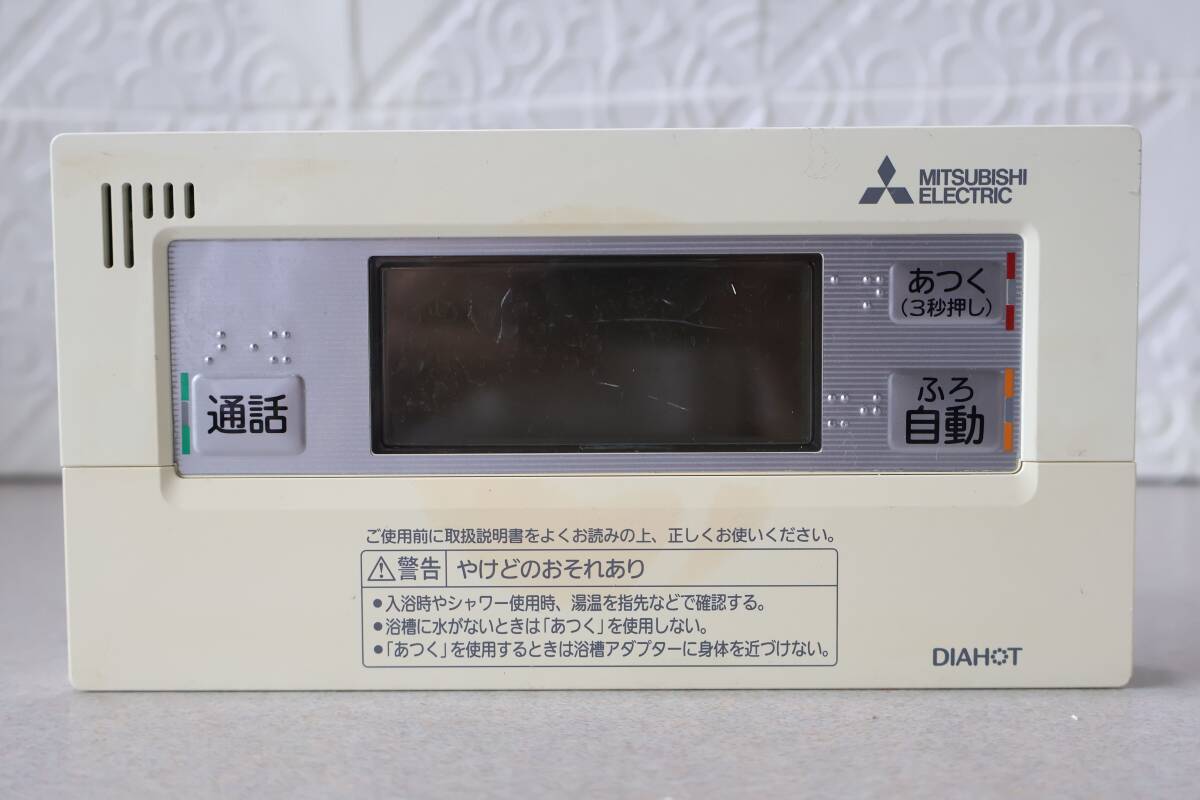 MITSUBISHI
ELECTRIC
あつく
(3秒押し)
通話
ふろ
自動
ご使用前に取扱説明書をよくお読みの上、正しくお使いください。
警告 やけどのおそれあり
●入浴時やシャワー使用時、湯温を指先などで確認する。
●浴槽に水がないときは「あつく」を使用しない。
●「あつく」を使用するときは浴槽アダプターに身体を近づけない。
DIAHOT